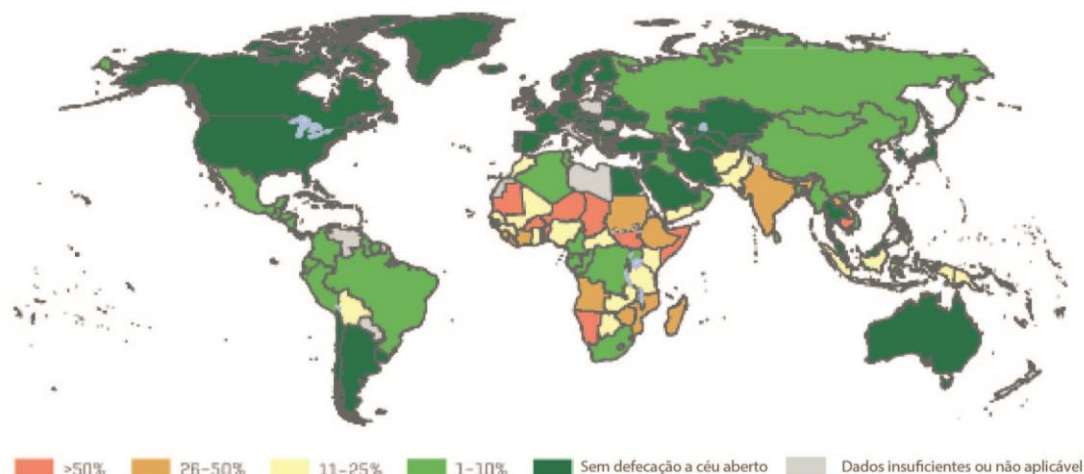 >50% 26–50% 11–25% 1–10% Sem defecação a céu aberto Dados insuficientes ou não aplicável